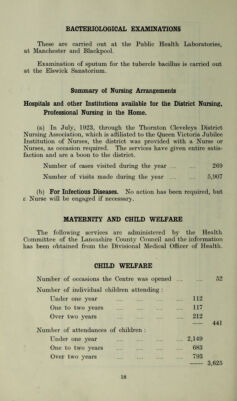 BACTERIOLOGICAL EXAMINATIONS
These are carried out at the Public Health Laboratories,
at Manchester and Blackpool.
Examination of sputum for the tubercle bacillus is carried out
at the Elswick Sanatorium.
Summary of Nursing Arrangements
Hospitals and other Institutions available for the District Nursing,
Professional Nursing in the Home.
(a) In July, 1923, through the Thornton Cleveleys District
Nursing Association, which is affiliated to the Queen Victoria Jubilee
Institution of Nurses, the district was provided with a Nurse or
Nurses, as occasion required. The services have given entire satis-
faction and are a boon to the district.
Number of cases visited during the year ... ... 269
Number of visits made during the year ... ... 5,907
(b) For Infectious Diseases. No action has been required, but
a Nurse will be engaged if necessary.
MATERNITY AND CHILD WELFARE
The following services are administered by the Health
Committee of the Lancashire County Council and the information
has been obtained from the Divisional Medical Officer of Health.
CHILD WELFARE
Number of occasions the Centre was opened ... ... 52
Number of individual children attending :
Under one year ... ... ... ... 112
One to two years ... ... ... ... 117
Over two years ... ... ... ... 212
441
Number of attendances of children :
Under one year ... ... ... ... 2,149
One to two years ... ... ... ... 683
Over two years ... ... ... ... 793
3,625
18